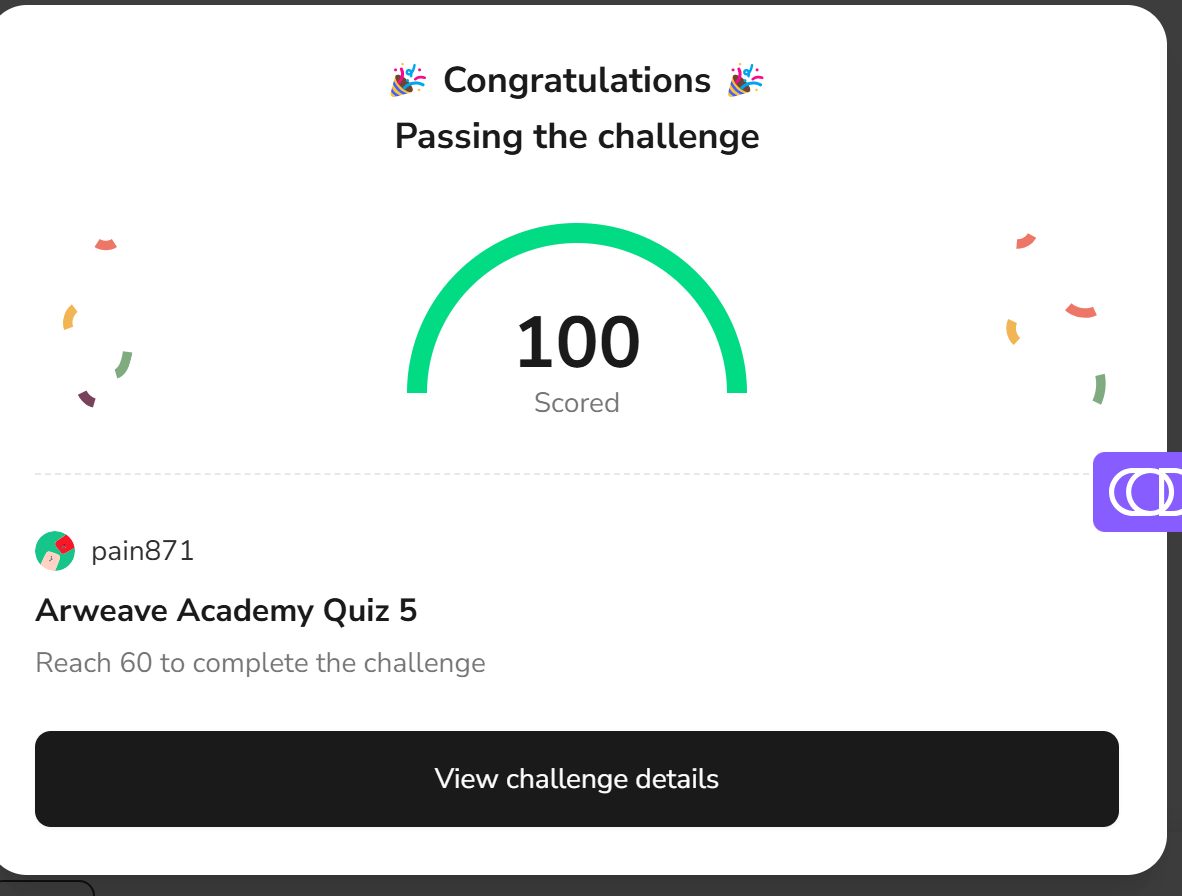 🎉 Congratulations 🎉
Passing the challenge
100
Scored
pain871
Arweave Academy Quiz 5
Reach 60 to complete the challenge
View challenge details